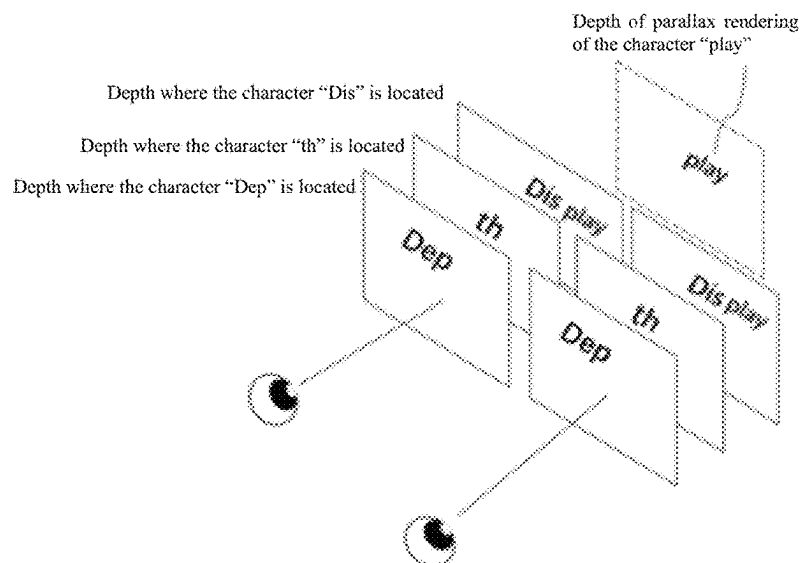 Depth of parallax rendering
of the character “play”
Depth where the character “Dis” is located
Depth where the character “th” is located
Depth where the character “Dep” is located
play
Dis play
th
Dep
Dis play
th
Dep